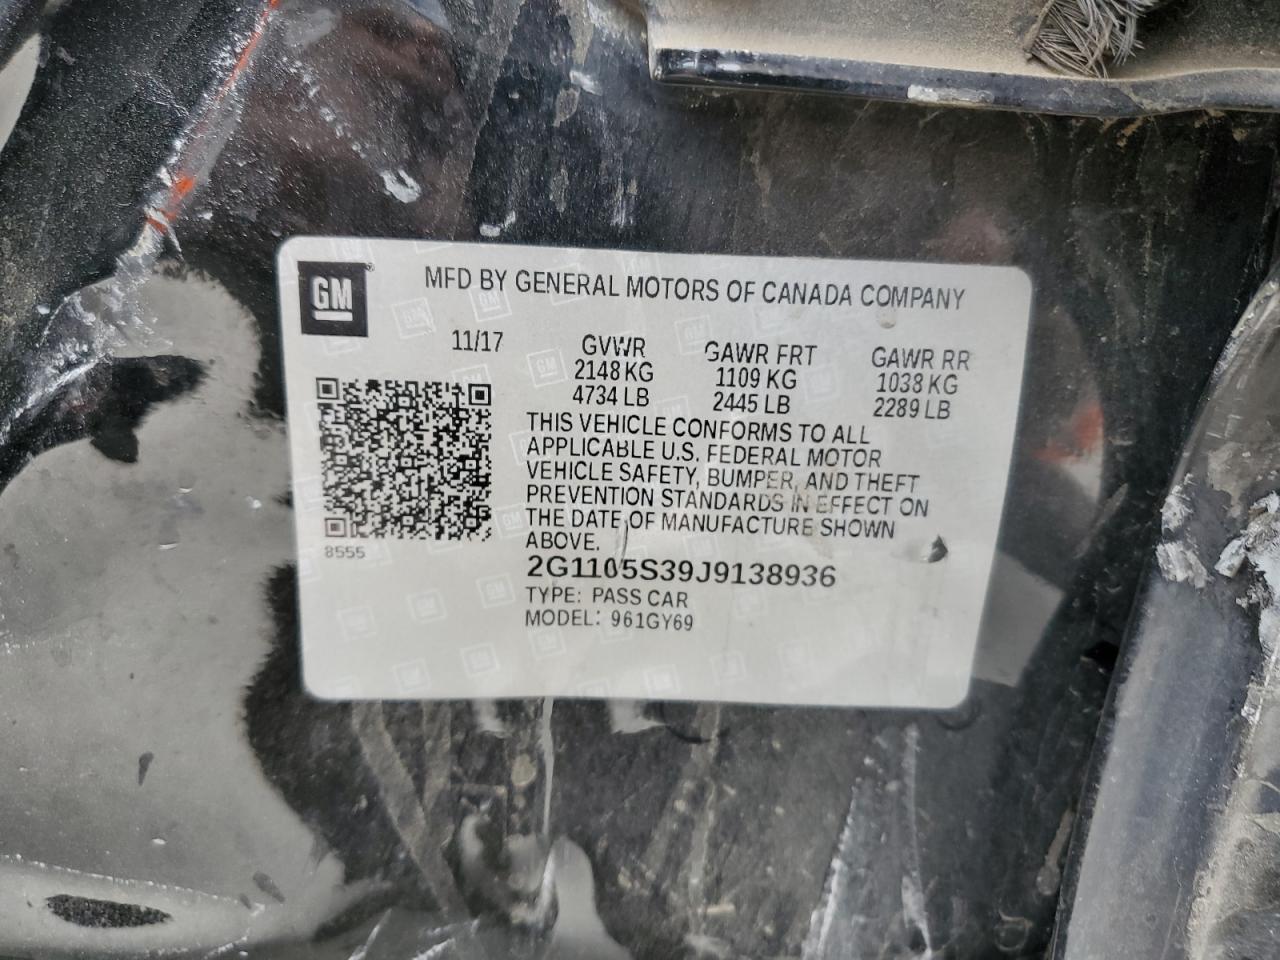 GM
MFD BY GENERAL MOTORS OF CANADA COMPANY
11/17
GVWR
2148 KG
4734 LB
GAWR FRT
1109 KG
2445 LB
GAWR RR
1038 KG
2289 LB
THIS VEHICLE CONFORMS TO ALL
APPLICABLE U.S. FEDERAL MOTOR
VEHICLE SAFETY, BUMPER, AND THEFT
PREVENTION STANDARDS IN EFFECT ON
THE DATE OF MANUFACTURE SHOWN
ABOVE.
8555
2G1105S39J9138936
TYPE: PASS CAR
MODEL: 961GY69